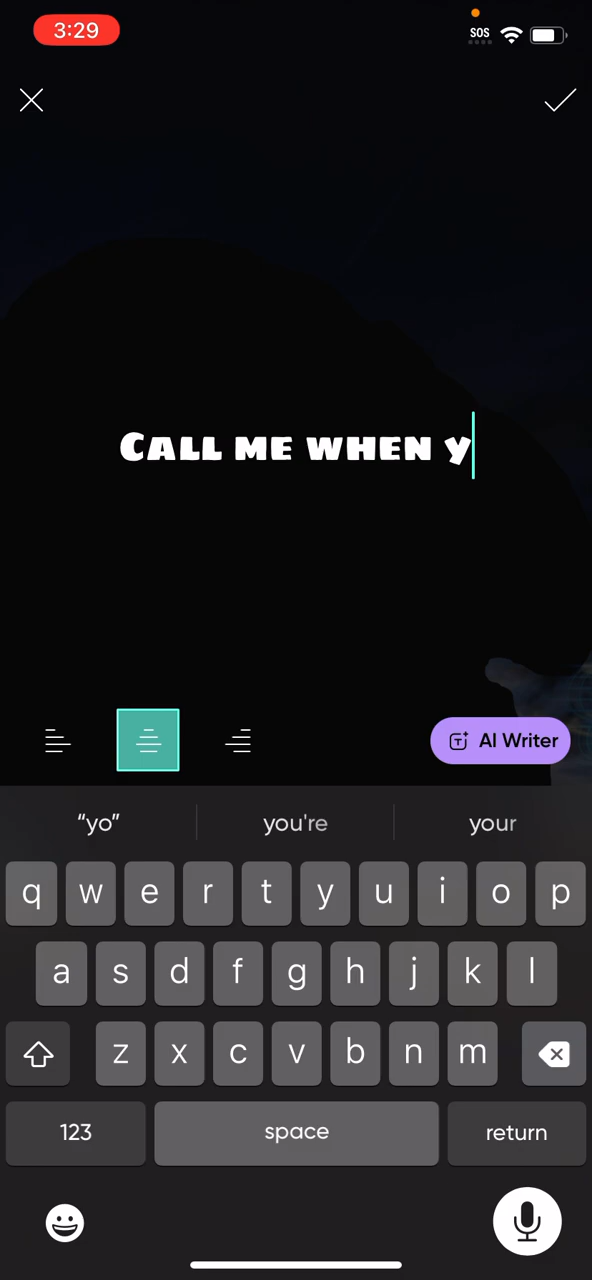 3:29
SOS
Call me when y
AI Writer
“yo”
you're
your
q w e r t y u i o p
a s d f g h j k l
z x c v b n m
123
space
return